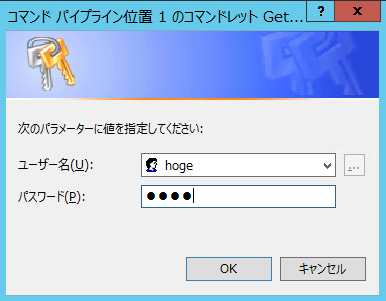 コマンド パイプライン位置 1 のコマンドレット Get...
?
次のパラメーターに値を指定してください:
ユーザー名(U):
hoge
...
パスワード(P):
●●●●
OK
キャンセル